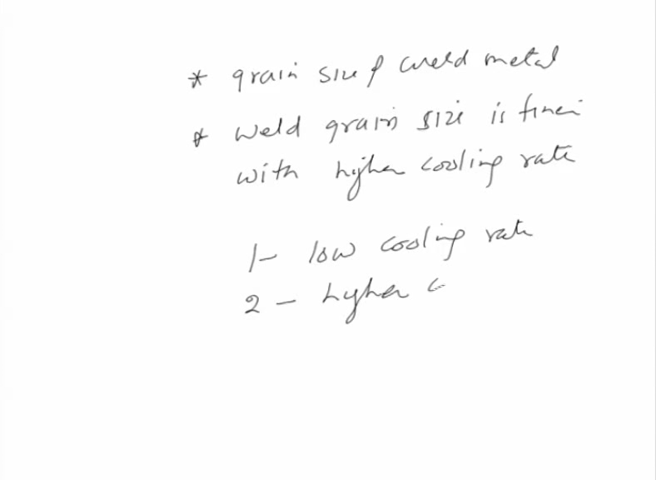 * grain size of weld metal
* weld grain size is finer
with higher cooling rate
1- low cooling rate
2 - higher c